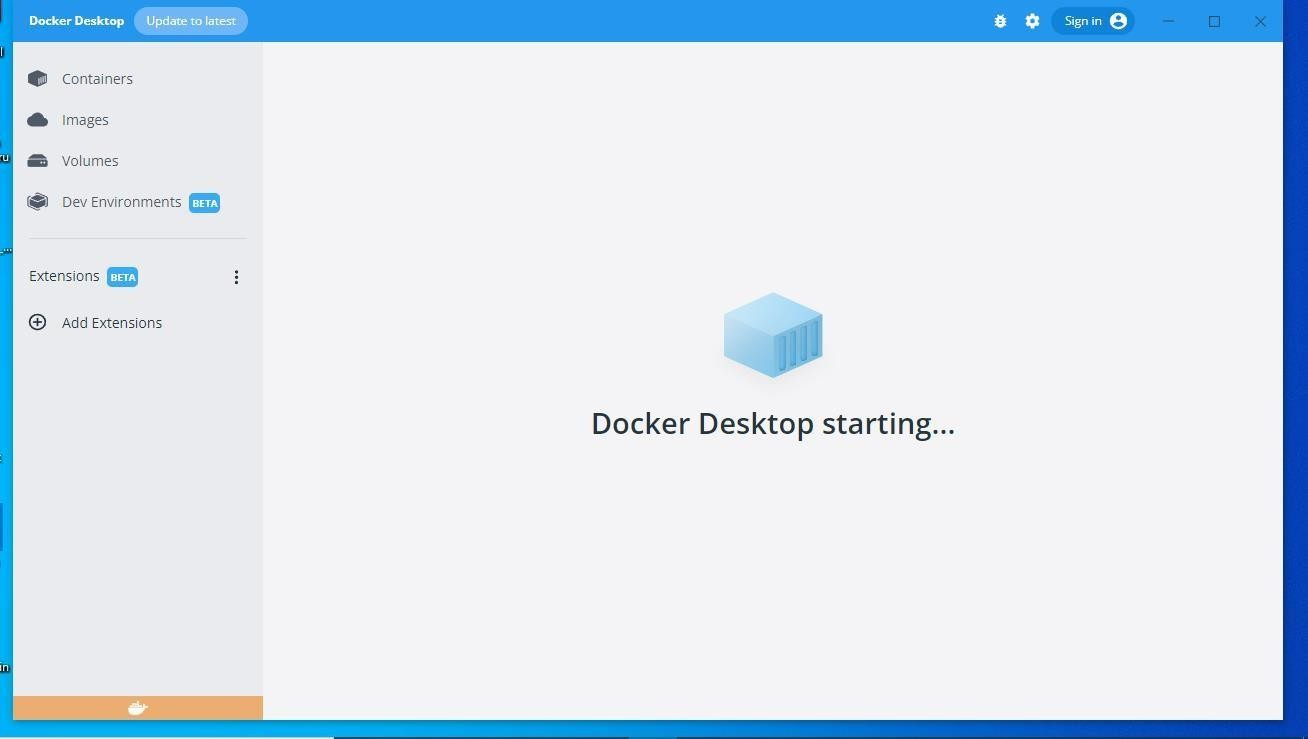 Docker Desktop Update to latest Sign in
Containers
Images
Volumes
Dev Environments BETA
Extensions BETA
Add Extensions
Docker Desktop starting...